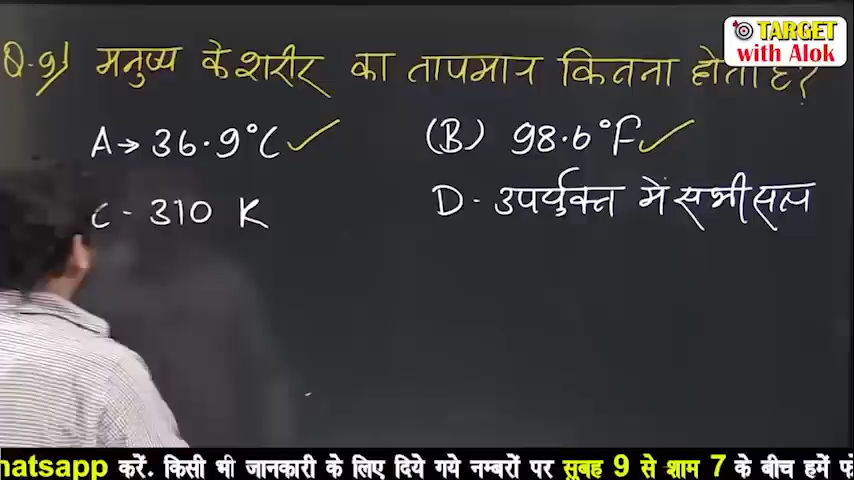 TARGET
with Alok
Q-9) मनुष्य के शरीर का तापमान कितना होता है?
A → 36.9°C ✓ (B) 98.6°F ✓
C - 310 K D - उपर्युक्त में सभी सत्य
hatsapp करें. किसी भी जानकारी के लिए दिये गये नम्बरों पर सुबह 9 से शाम 7 के बीच हमें